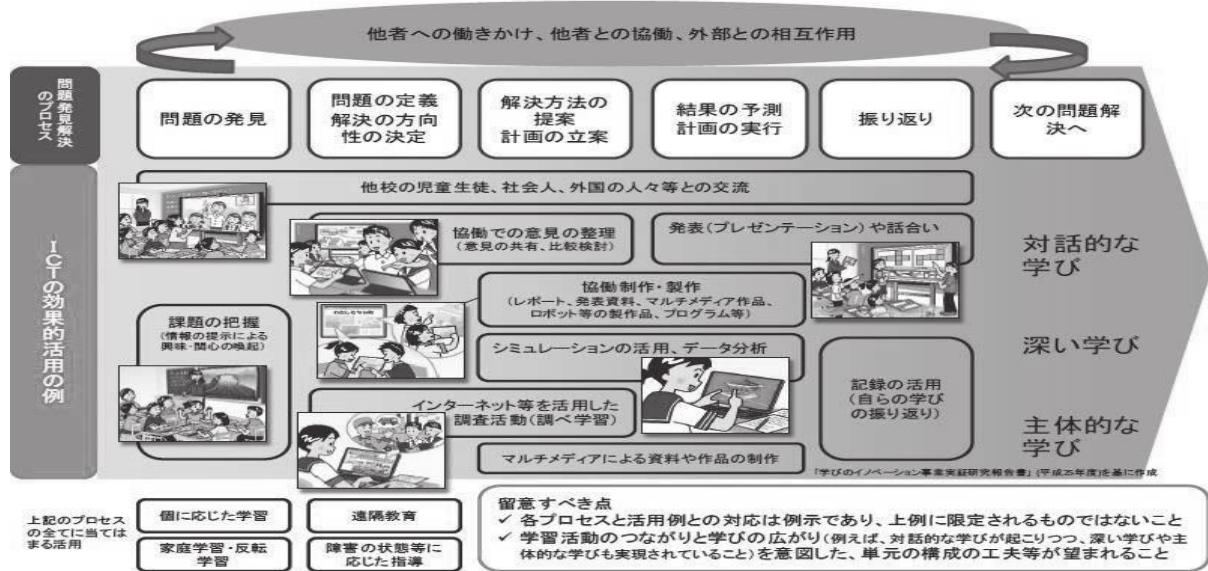 他者への働きかけ、他者との協働、外部との相互作用
問題発見解決
のプロセス
問題の発見
問題の定義
解決の方向
性の決定
解決方法の
提案
計画の立案
結果の予測
計画の実行
振り返り
次の問題解
決へ
ICTの効果的活用の例
他校の児童生徒、社会人、外国の人々等との交流
協働での意見の整理
(意見の共有、比較検討)
発表(プレゼンテーション)や話合い
対話的な
学び
協働制作・製作
(レポート、発表資料、マルチメディア作品、
ロボット等の製作品、プログラム等)
課題の把握
(情報の提示による
興味・関心の喚起)
シミュレーションの活用、データ分析
深い学び
記録の活用
(自らの学び
の振り返り)
インターネット等を活用した
調査活動(調べ学習)
主体的な
学び
マルチメディアによる資料や作品の制作
「学びのイノベーション事業実証研究報告書」(平成25年度)を基に作成
上記のプロセス
の全てに当ては
まる活用
個に応じた学習
遠隔教育
家庭学習・反転
学習
障害の状態等に
応じた指導
留意すべき点
✓ 各プロセスと活用例との対応は例示であり、上例に限定されるものではないこと
✓ 学習活動のつながりと学びの広がり(例えば、対話的な学びが起こりつつ、深い学びや主
体的な学びも実現されていること)を意図した、単元の構成の工夫等が望まれること